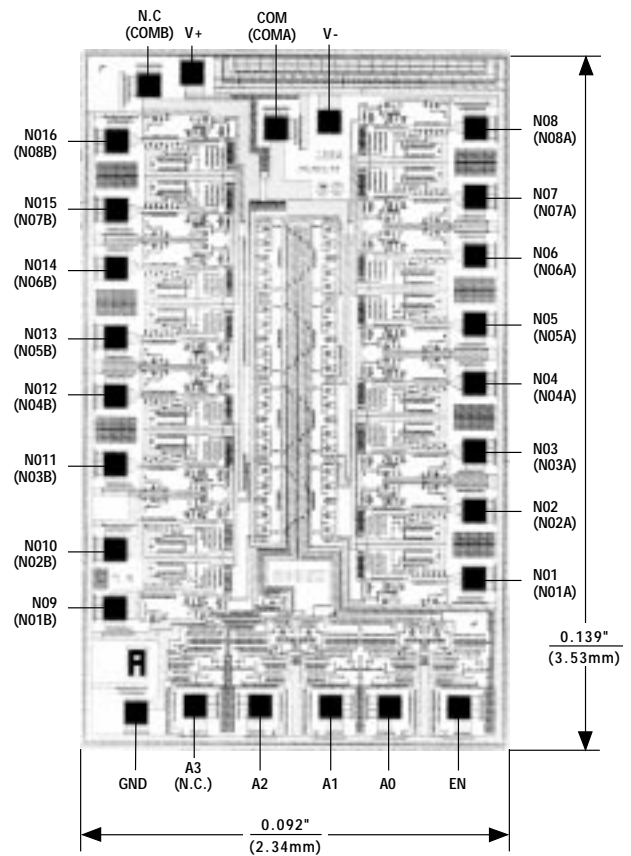 N.C
(COMB)
V+
COM
(COMA)
V-
N016
(N08B)
N015
(N07B)
N014
(N06B)
N013
(N05B)
N012
(N04B)
N011
(N03B)
N010
(N02B)
N09
(N01B)
N08
(N08A)
N07
(N07A)
N06
(N06A)
N05
(N05A)
N04
(N04A)
N03
(N03A)
N02
(N02A)
N01
(N01A)
0.139"
(3.53mm)
A
GND
A3
(N.C.)
A2
A1
A0
EN
0.092"
(2.34mm)